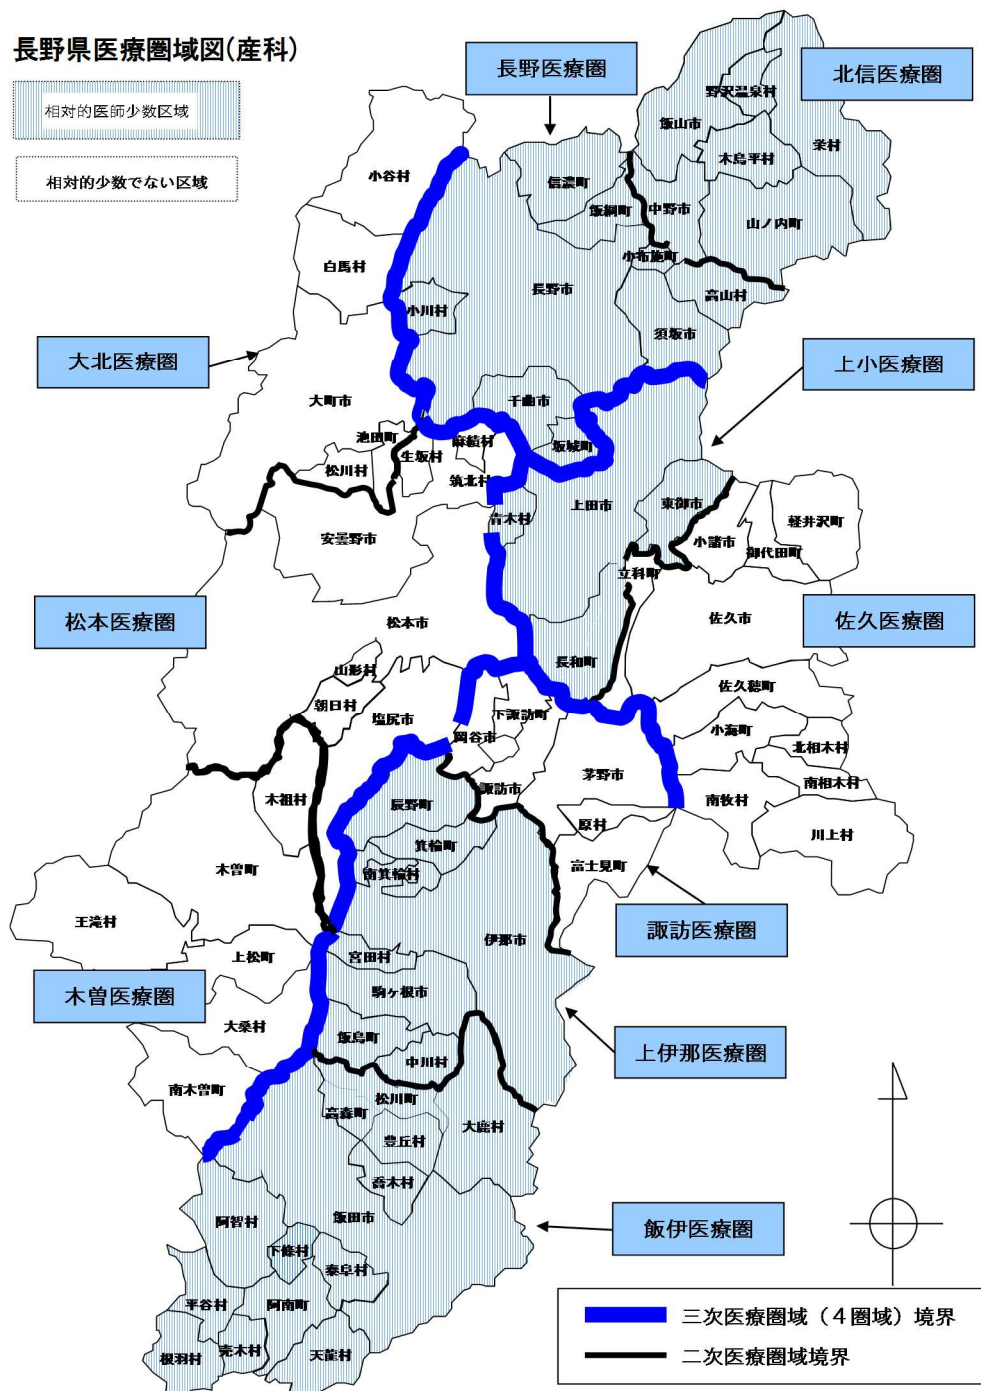 長野県医療圏域図(産科)
相対的医師少数区域
相対的少数でない区域
長野医療圏
北信医療圏
野沢温泉村
飯山市
栄村
木島平村
小谷村
信濃町
飯綱町
中野市
山ノ内町
小布施町
白馬村
長野市
高山村
小川村
須坂市
大北医療圏
上小医療圏
大町市
千曲市
池田町
麻績村
坂城町
生坂村
松川村
筑北村
上田市
東御市
青木村
軽井沢町
安曇野市
小諸市
御代田町
立科町
松本医療圏
松本市
佐久市
佐久医療圏
長和町
山形村
佐久穂町
朝日村
塩尻市
下諏訪町
小海町
岡谷市
北相木村
茅野市
諏訪市
南相木村
木祖村
辰野町
南牧村
原村
川上村
箕輪町
木曽町
南箕輪村
富士見町
王滝村
諏訪医療圏
伊那市
上松町
宮田村
木曽医療圏
駒ヶ根市
大桑村
飯島町
上伊那医療圏
中川村
南木曽町
松川町
高森町
大鹿村
豊丘村
喬木村
阿智村
飯田市
飯伊医療圏
下條村
泰阜村
平谷村
阿南町
売木村
天龍村
根羽村
三次医療圏域（４圏域）境界
二次医療圏域境界